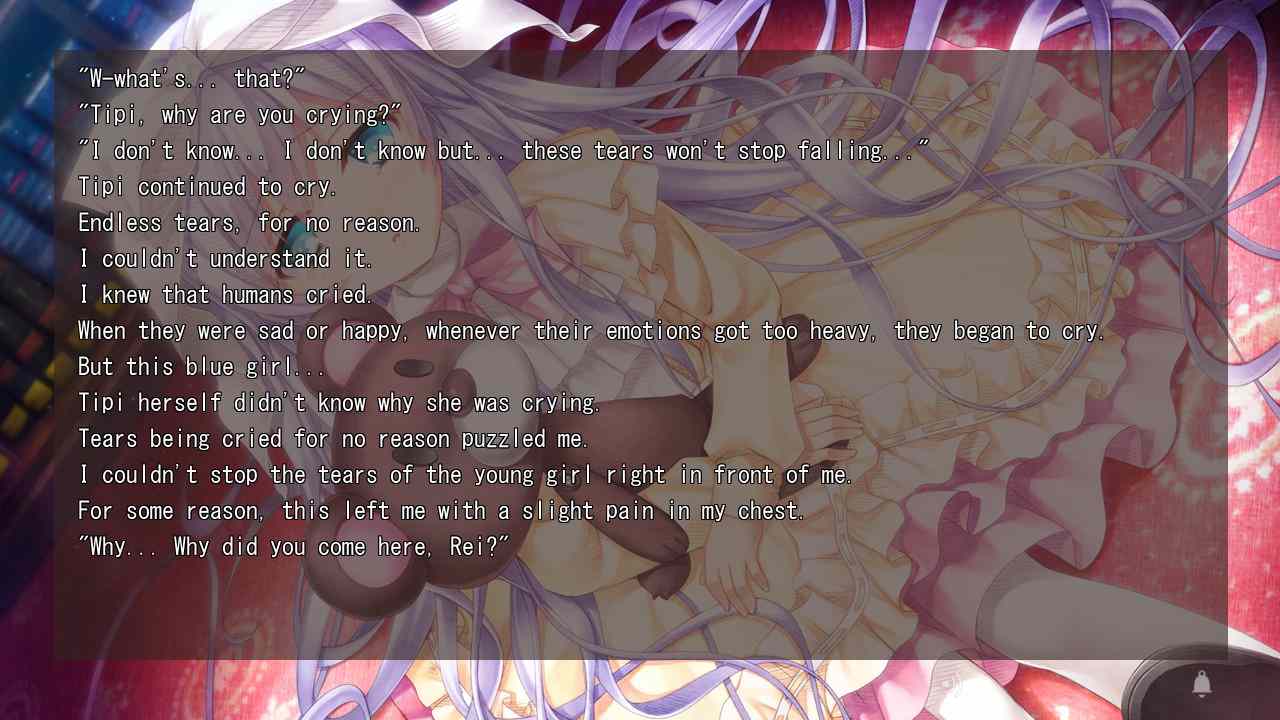 "W-what's... that?"
"Tipi, why are you crying?"
"I don't know... I don't know but... these tears won't stop falling..."
Tipi continued to cry.
Endless tears, for no reason.
I couldn't understand it.
I knew that humans cried.
When they were sad or happy, whenever their emotions got too heavy, they began to cry.
But this blue girl...
Tipi herself didn't know why she was crying.
Tears being cried for no reason puzzled me.
I couldn't stop the tears of the young girl right in front of me.
For some reason, this left me with a slight pain in my chest.
"Why... Why did you come here, Rei?"